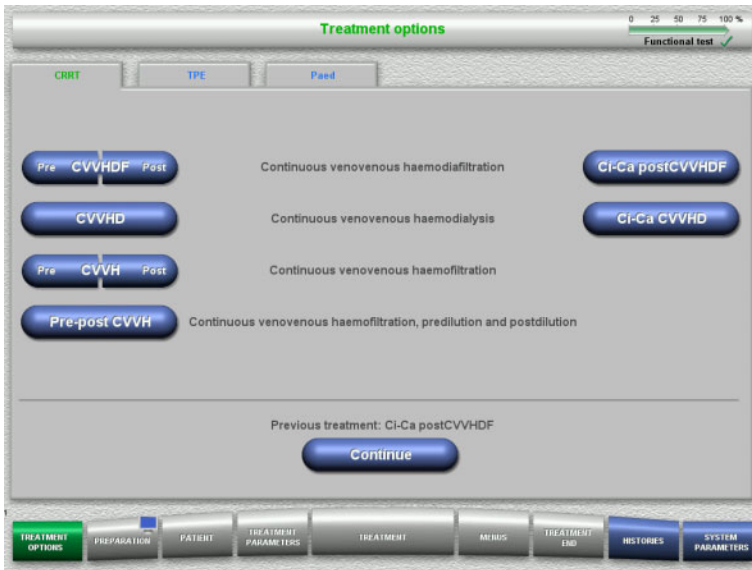 Treatment options
0 25 50 75 100 %
Functional test
CRRT TPE Paed
Pre CVVHDF Post Continuous venovenous haemodiafiltration Ci-Ca postCVVHDF
CVVHD Continuous venovenous haemodialysis Ci-Ca CVVHD
Pre CVVH Post Continuous venovenous haemofiltration
Pre-post CVVH Continuous venovenous haemofiltration, predilution and postdilution
Previous treatment: Ci-Ca postCVVHDF
Continue
TREATMENT OPTIONS PREPARATION PATIENT TREATMENT PARAMETERS TREATMENT MENUS TREATMENT END HISTORIES SYSTEM PARAMETERS